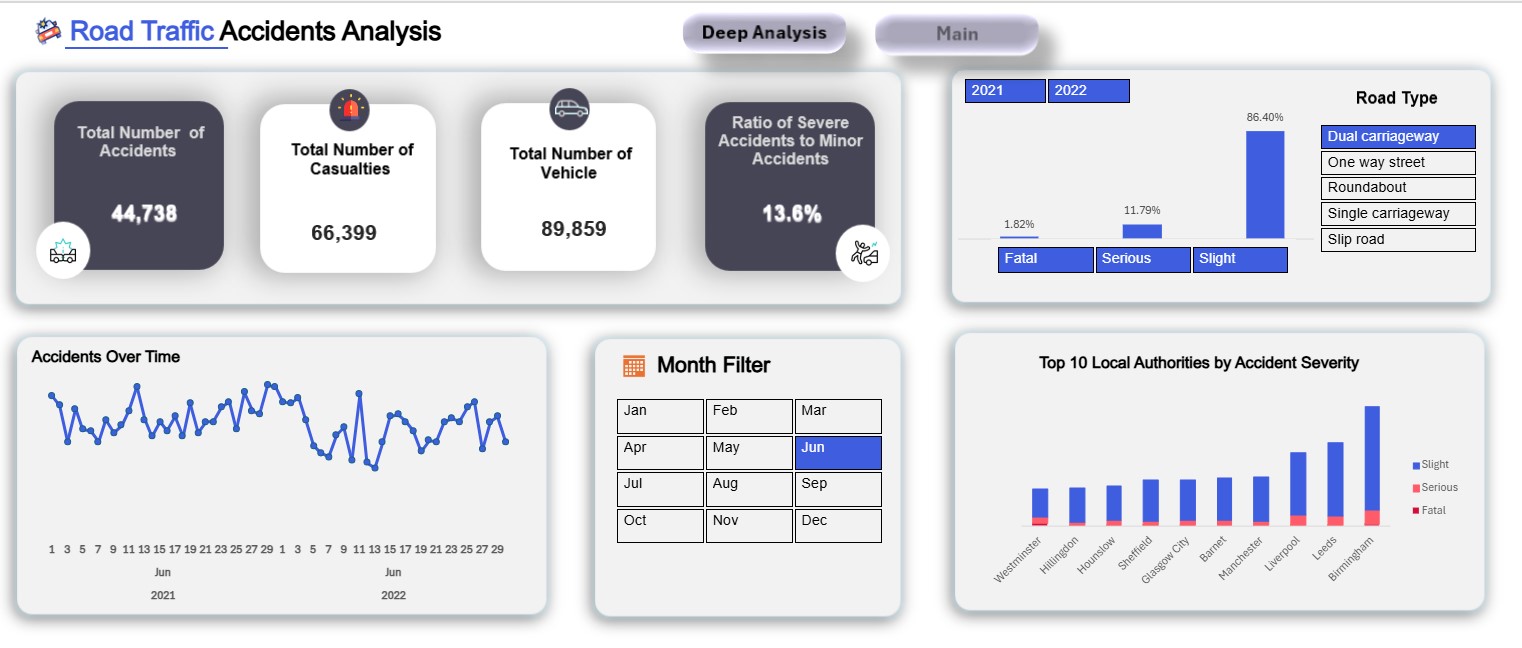 Road Traffic Accidents Analysis
Deep Analysis
Main
Total Number of
Accidents
44,738
Total Number of
Casualties
66,399
Total Number of
Vehicle
89,859
Ratio of Severe
Accidents to Minor
Accidents
13.6%
2021
2022
1.82%
11.79%
86.40%
Fatal
Serious
Slight
Road Type
Dual carriageway
One way street
Roundabout
Single carriageway
Slip road
Accidents Over Time
1 3 5 7 9 11 13 15 17 19 21 23 25 27 29 1 3 5 7 9 11 13 15 17 19 21 23 25 27 29
Jun Jun
2021 2022
Month Filter
Jan Feb Mar
Apr May Jun
Jul Aug Sep
Oct Nov Dec
Top 10 Local Authorities by Accident Severity
Slight
Serious
Fatal
Westminster
Hillingdon
Hounslow
Sheffield
Glasgow City
Barnet
Manchester
Liverpool
Leeds
Birmingham